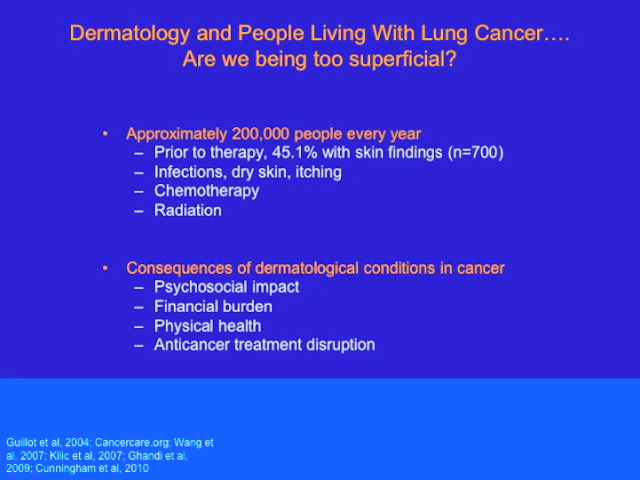 Dermatology and People Living With Lung Cancer….
Are we being too superficial?
• Approximately 200,000 people every year
– Prior to therapy, 45.1% with skin findings (n=700)
– Infections, dry skin, itching
– Chemotherapy
– Radiation
• Consequences of dermatological conditions in cancer
– Psychosocial impact
– Financial burden
– Physical health
– Anticancer treatment disruption
Guillot et al, 2004; Cancercare.org; Wang et
al, 2007; Kilic et al, 2007; Ghandi et al,
2009; Cunningham et al, 2010